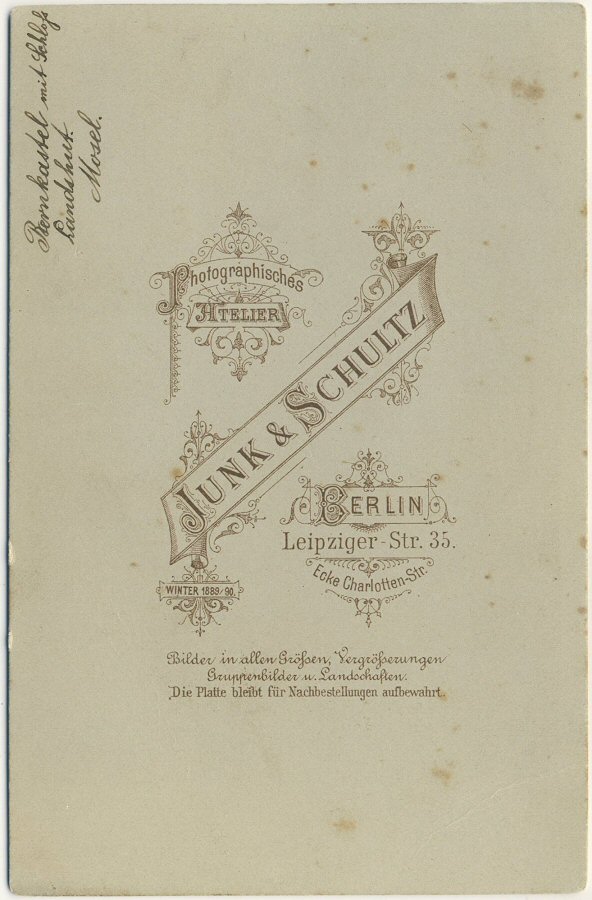 Bernkastel mit Schloß
Landshut.
Mosel.
Photographisches
ATELIER
JUNK & SCHULTZ
BERLIN
Leipziger-Str. 35.
Ecke Charlotten-Str.
WINTER 1889/90.
Bilder in allen Größen, Vergrößerungen
Gruppenbilder u. Landschaften.
Die Platte bleibt für Nachbestellungen aufbewahrt.